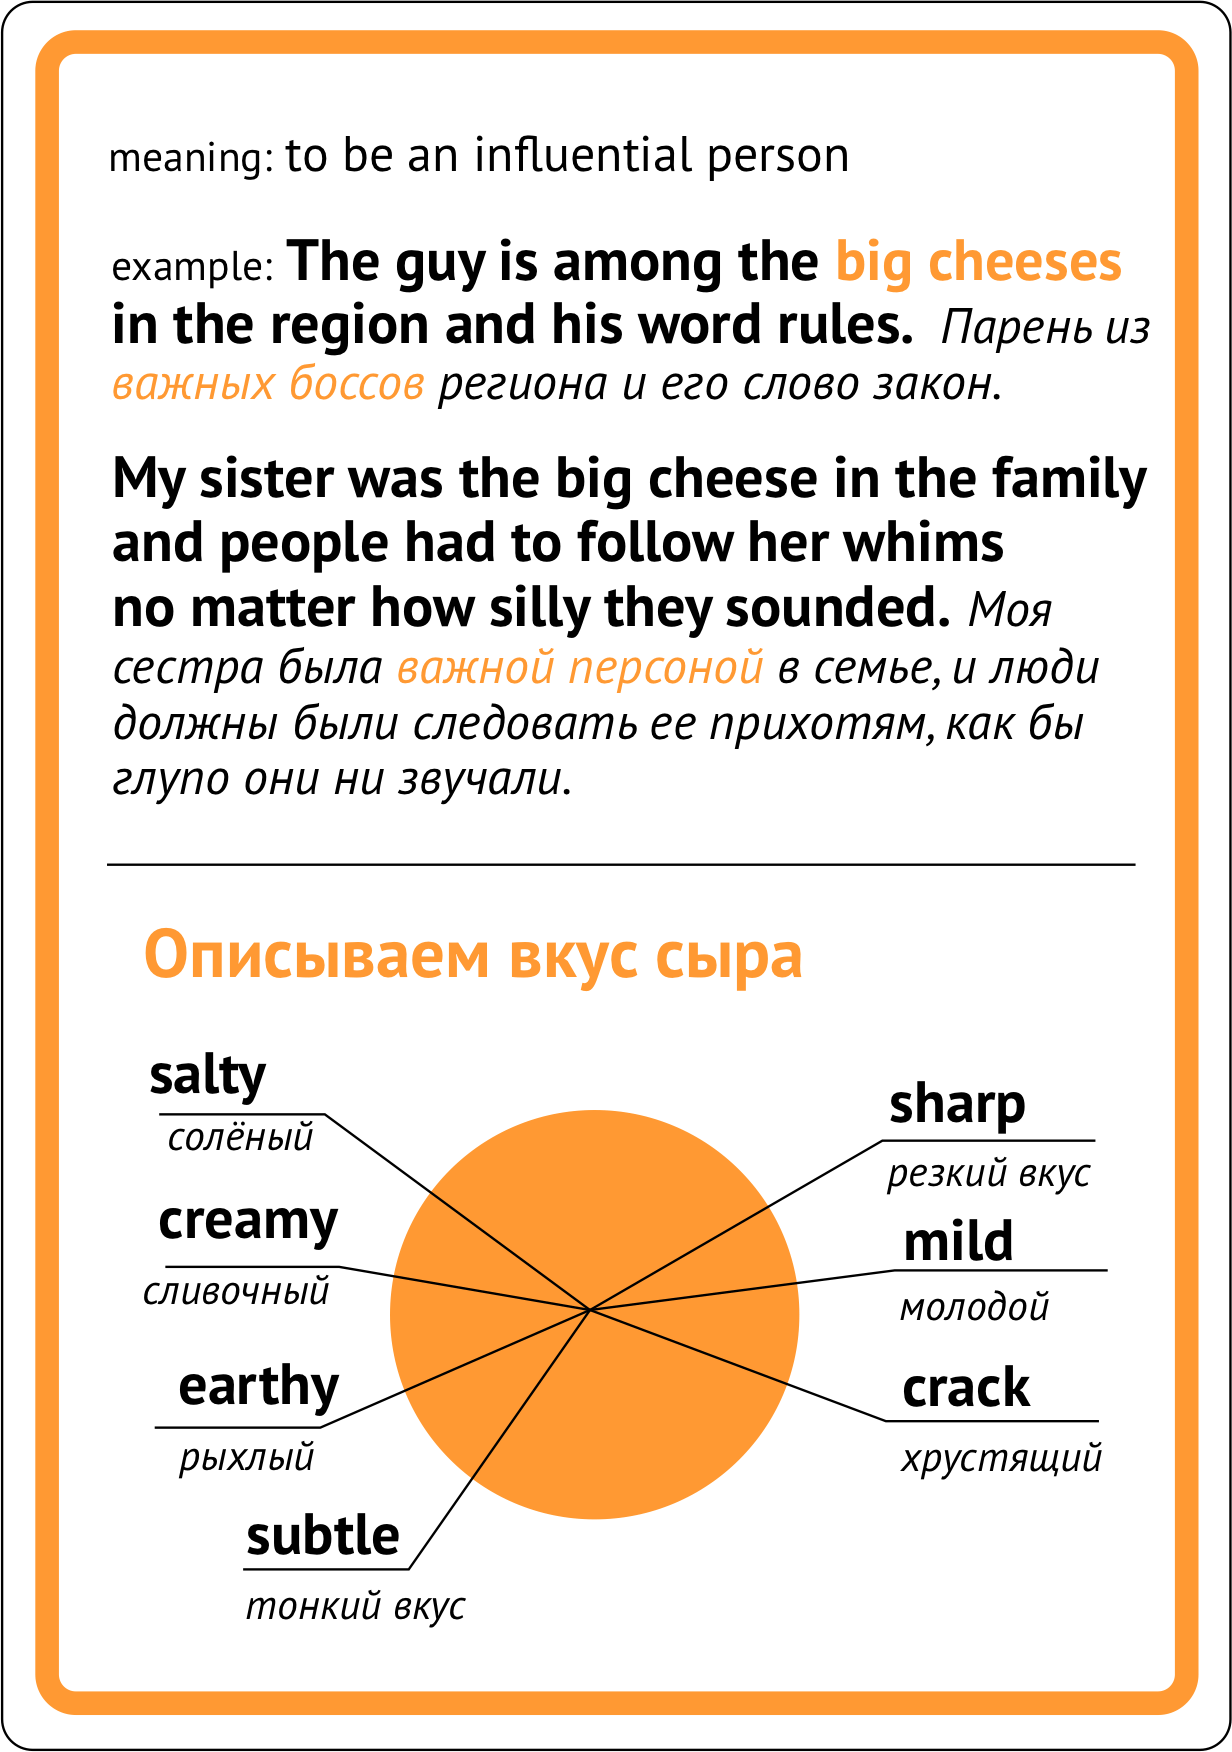 meaning: to be an influential person
example: The guy is among the big cheeses
in the region and his word rules. Парень из
важных боссов региона и его слово закон.
My sister was the big cheese in the family
and people had to follow her whims
no matter how silly they sounded. Моя
сестра была важной персоной в семье, и люди
должны были следовать ее прихотям, как бы
глупо они ни звучали.
Описываем вкус сыра
salty
солёный
creamy
сливочный
earthy
рыхлый
subtle
тонкий вкус
sharp
резкий вкус
mild
молодой
crack
хрустящий